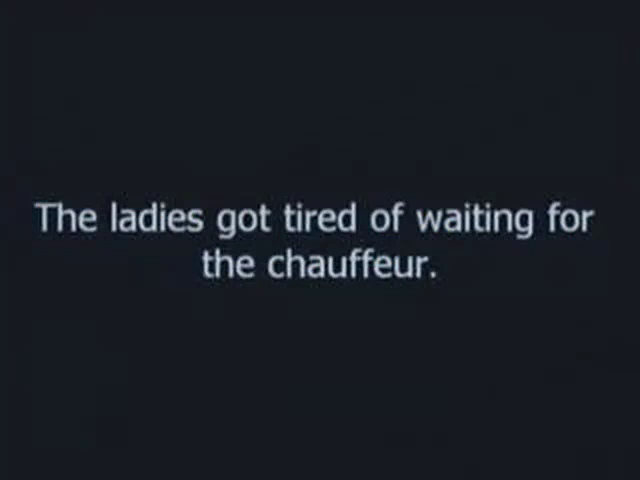 The ladies got tired of waiting for
the chauffeur.